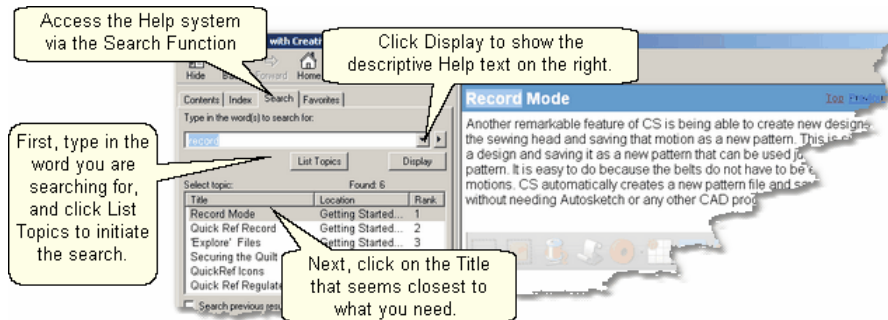 Access the Help system
via the Search Function
with Creati
Click Display to show the
descriptive Help text on the right.
Hide Forward Home
Contents Index Search Favorites
Type in the word(s) to search for:
record
List Topics Display
Select topic: Found: 6
Title Location Rank
Record Mode Getting Started... 1
Quick Ref Record Getting Started... 2
'Explore' Files Getting Started... 3
Securing the Quilt
QuickRef Icons
Quick Ref Regulate
Search previous resu
First, type in the
word you are
searching for,
and click List
Topics to initiate
the search.
Next, click on the Title
that seems closest to
what you need.
Record Mode Top Previous
Another remarkable feature of CS is being able to create new designs
the sewing head and saving that motion as a new pattern. This is
a design and saving it as a new pattern that can be used
pattern. It is easy to do because the belts do not have to be
motions. CS automatically creates a new pattern file and
without needing Autosketch or any other CAD